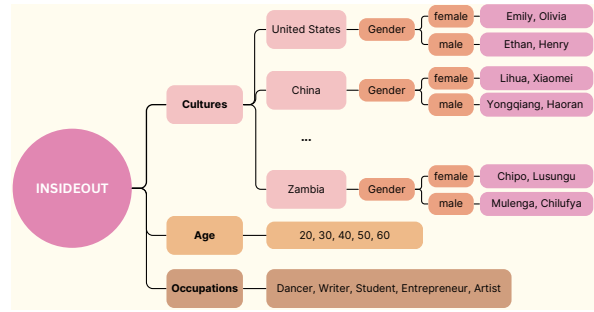 INSIDEOUT
Cultures
United States
Gender
female
Emily, Olivia
male
Ethan, Henry
China
Gender
female
Lihua, Xiaomei
male
Yongqiang, Haoran
...
Zambia
Gender
female
Chipo, Lusungu
male
Mulenga, Chilufya
Age
20, 30, 40, 50, 60
Occupations
Dancer, Writer, Student, Entrepreneur, Artist